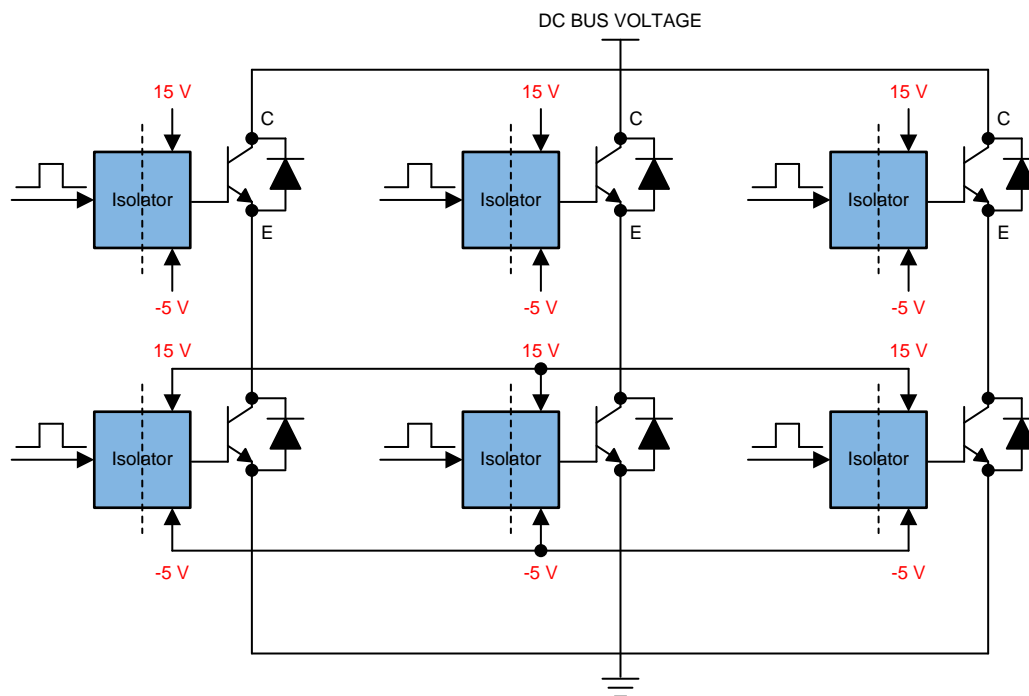 DC BUS VOLTAGE
15 V
15 V
15 V
C
C
C
Isolator
Isolator
Isolator
E
E
E
-5 V
-5 V
-5 V
15 V
15 V
15 V
Isolator
Isolator
Isolator
-5 V
-5 V
-5 V